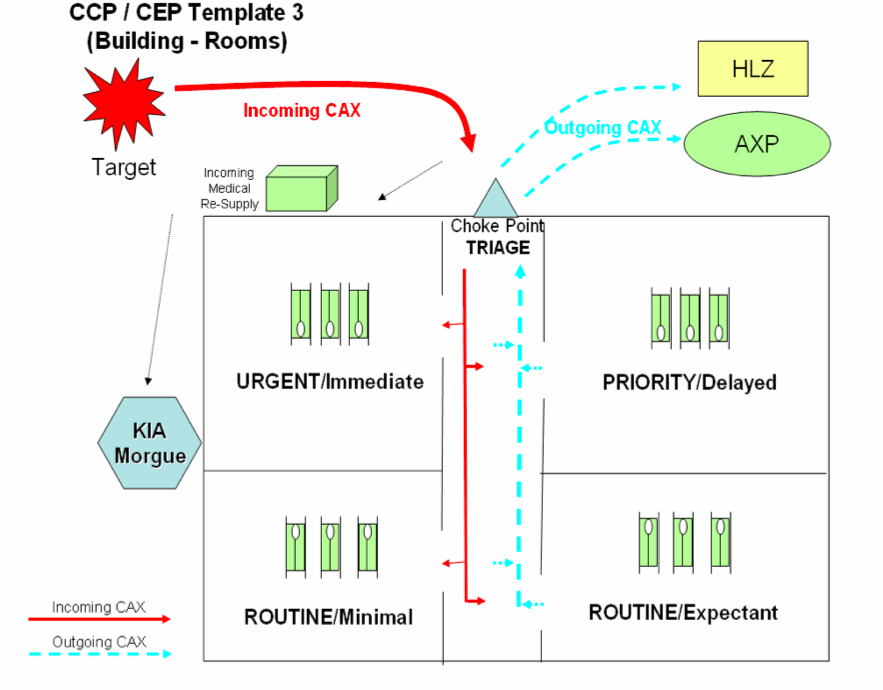 CCP / CEP Template 3
(Building - Rooms)
HLZ
Incoming CAX
Outgoing CAX
AXP
Target
Incoming
Medical
Re-Supply
Choke Point
TRIAGE
URGENT/Immediate
PRIORITY/Delayed
KIA
Morgue
ROUTINE/Minimal
ROUTINE/Expectant
Incoming CAX
Outgoing CAX